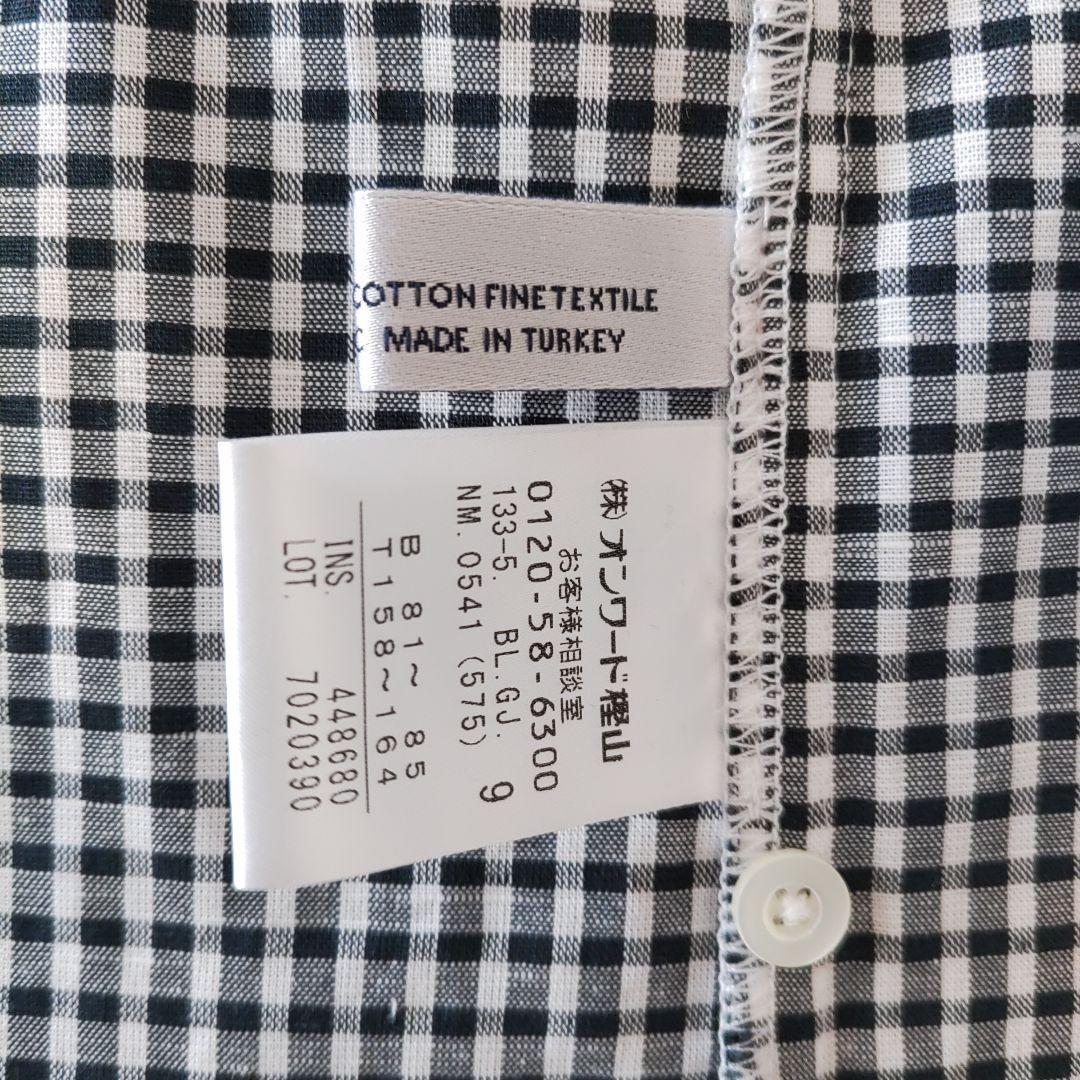 COTTON FINETEXTILE
MADE IN TURKEY
(株)オンワード樫山
お客様相談室
0120-58-6300
133-5. BL.GJ. 9
NM.0541 (575)
B 81～ 85
T158～164
INS. 448680
LOT. 7020390